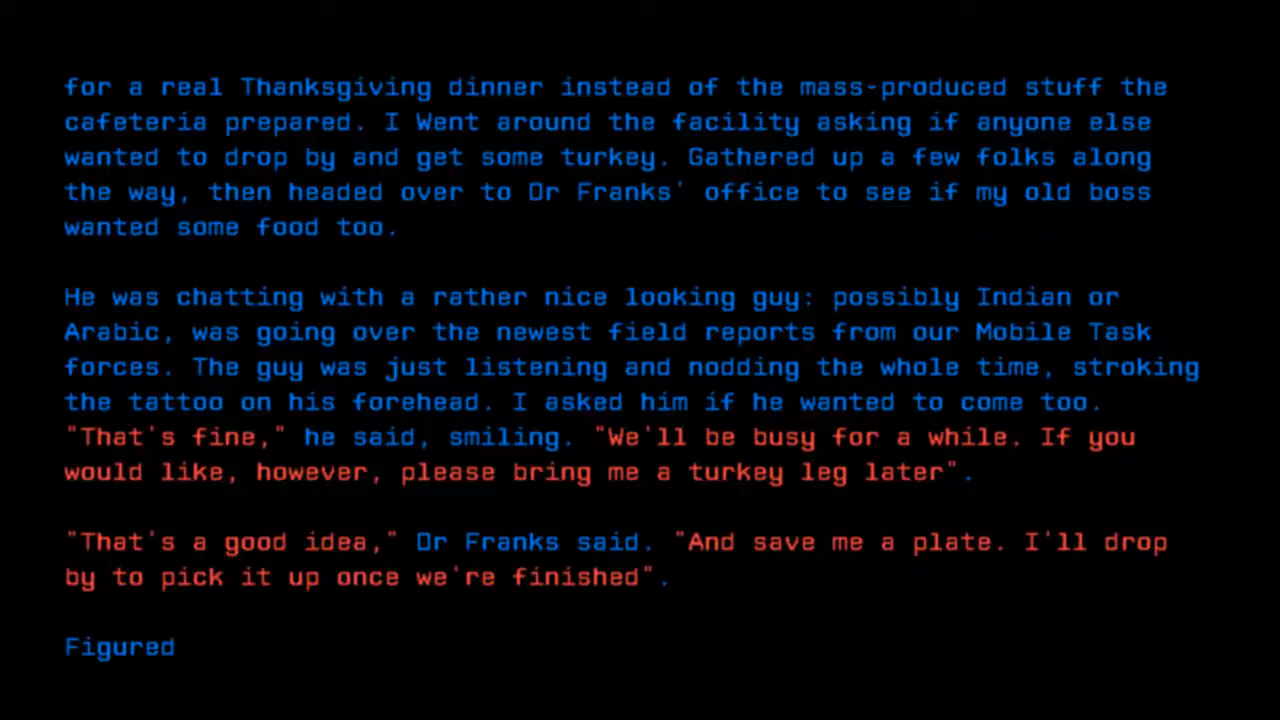 for a real Thanksgiving dinner instead of the mass-produced stuff the
cafeteria prepared. I Went around the facility asking if anyone else
wanted to drop by and get some turkey. Gathered up a few folks along
the way, then headed over to Dr Franks' office to see if my old boss
wanted some food too.
He was chatting with a rather nice looking guy: possibly Indian or
Arabic, was going over the newest field reports from our Mobile Task
forces. The guy was just listening and nodding the whole time, stroking
the tattoo on his forehead. I asked him if he wanted to come too.
"That's fine," he said, smiling. "We'll be busy for a while. If you
would like, however, please bring me a turkey leg later".
"That's a good idea," Dr Franks said. "And save me a plate. I'll drop
by to pick it up once we're finished".
Figured